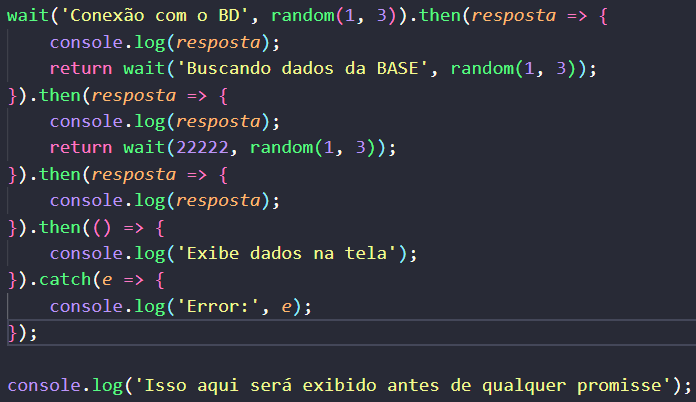 wait('Conexão com o BD', random(1, 3)).then(resposta => {
    console.log(resposta);
    return wait('Buscando dados da BASE', random(1, 3));
}).then(resposta => {
    console.log(resposta);
    return wait(22222, random(1, 3));
}).then(resposta => {
    console.log(resposta);
}).then(() => {
    console.log('Exibe dados na tela');
}).catch(e => {
    console.log('Error:', e);
});

console.log('Isso aqui será exibido antes de qualquer promisse');